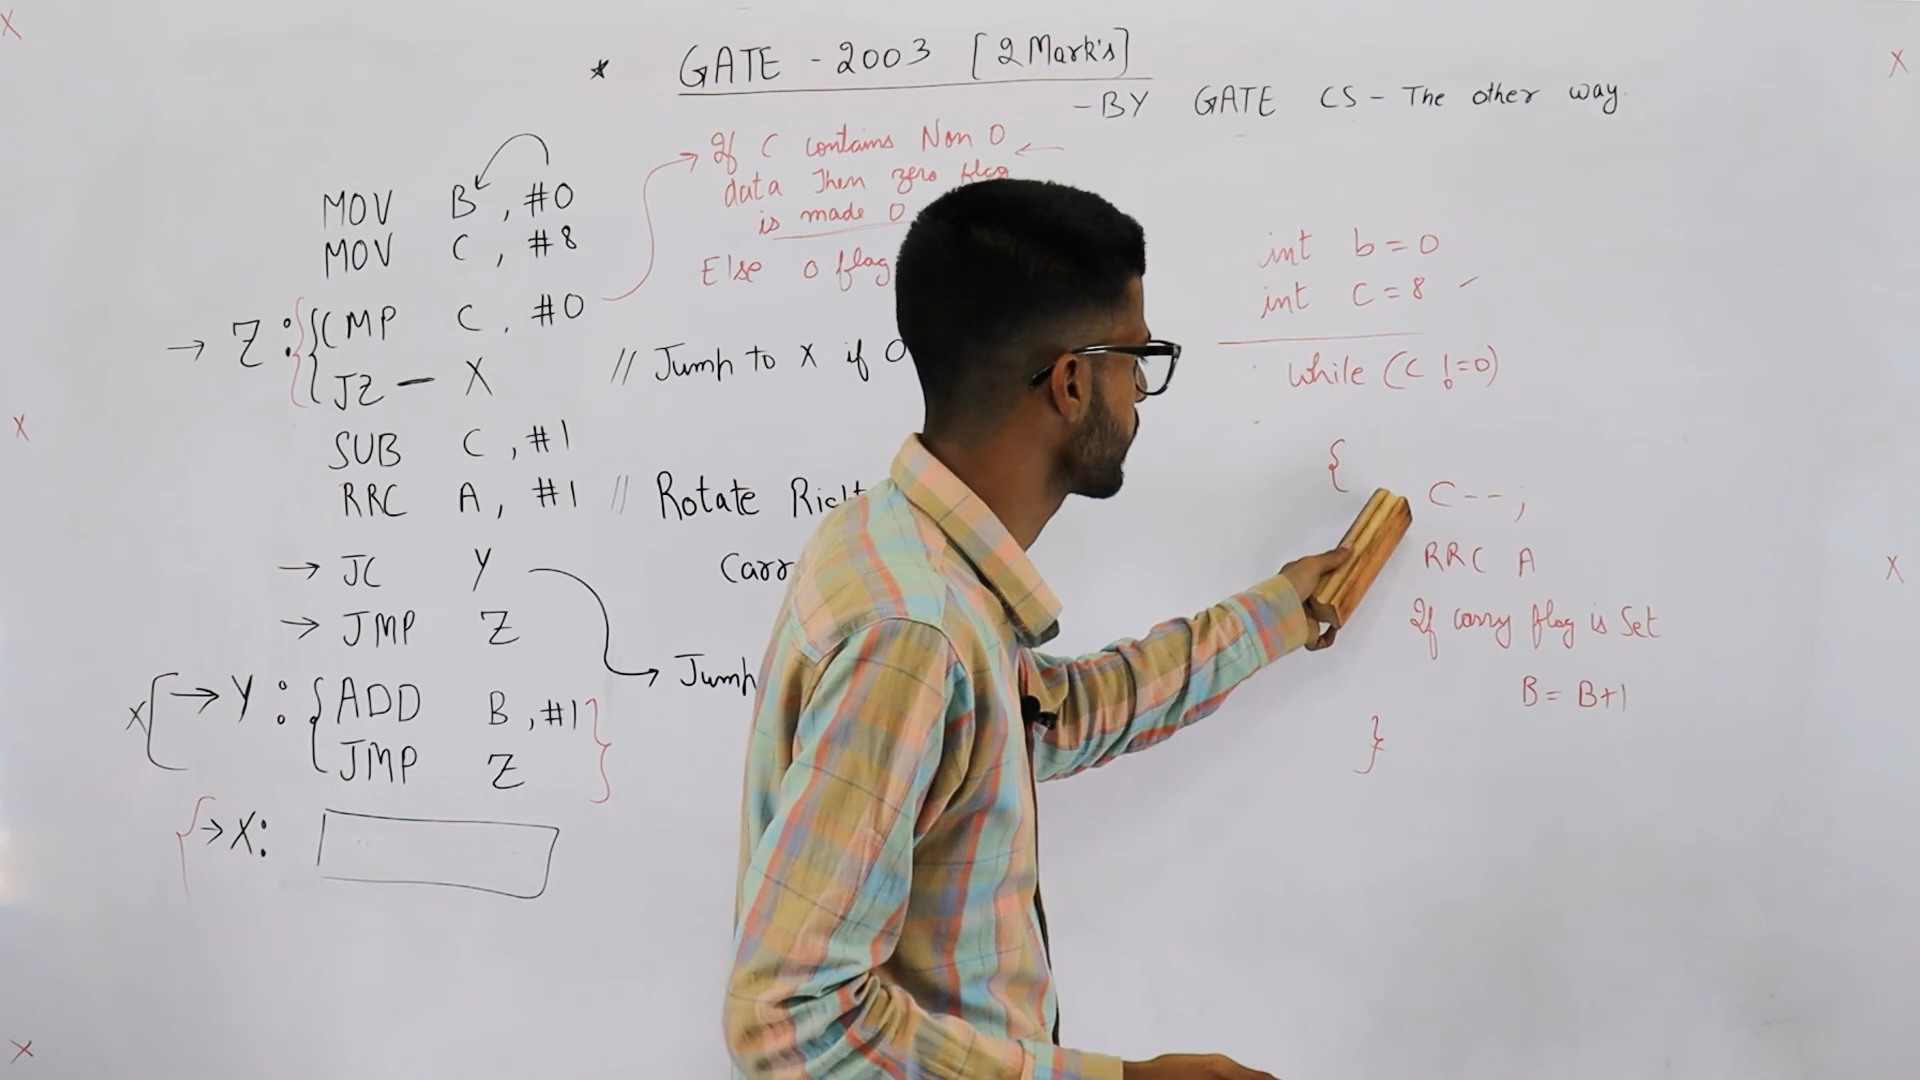 * GATE - 2003 [2 Mark's]
- BY GATE CS - The other way.
MOV B, #0
MOV C, #8
→ Z: CMP C, #0
JZ — X
SUB C, #1
RRC A, #1
→ JC Y
→ JMP Z
X → Y: ADD B, #1
JMP Z
→ X:
→ If C contains Non 0 ←
data Then zero flag
is made 0
Else 0 flag
// Jump to X if 0
// Rotate Right
Carr
Jump
int b = 0
int C = 8
while (C != 0)
{
C--;
RRC A
If carry flag is Set
B = B+1
}
X
X
X
X
X